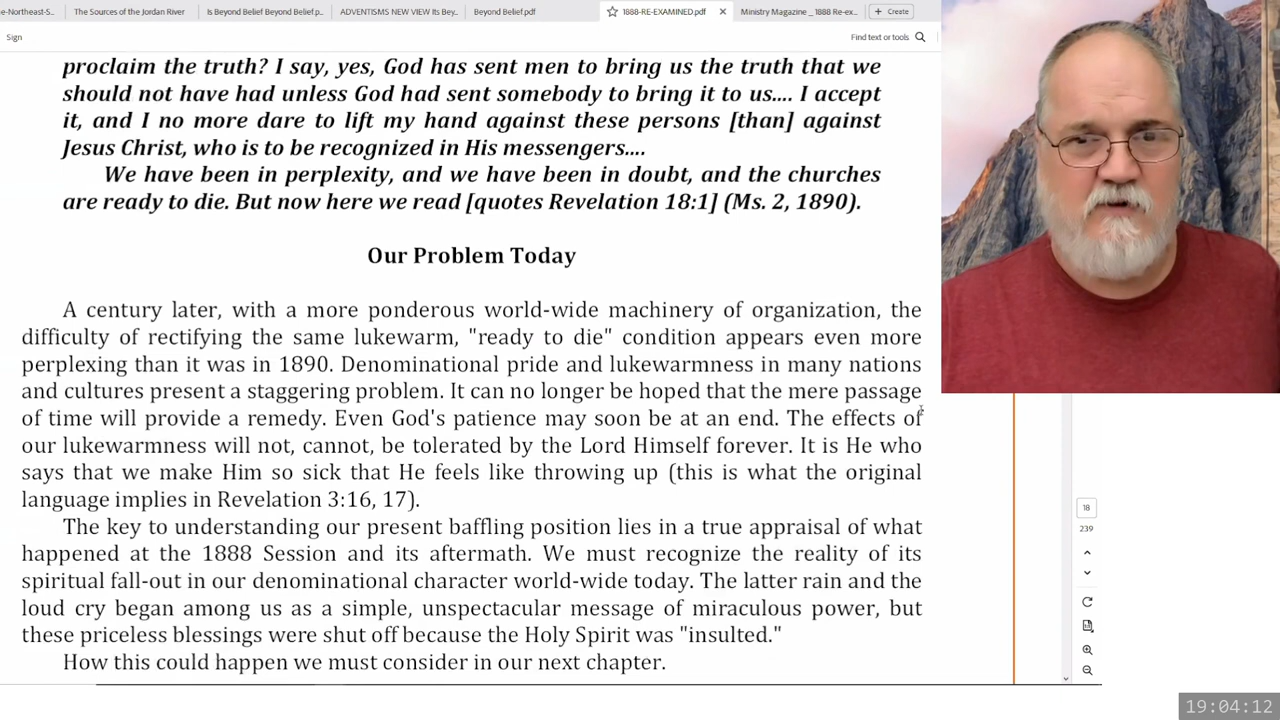 e-Northeast-S...
The Sources of the Jordan River
Is Beyond Belief Beyond Belief.p...
ADVENTISMS NEW VIEW Its Bey...
Beyond Belief.pdf
1888-RE-EXAMINED.pdf
Ministry Magazine _ 1888 Re-ex...
+ Create
Sign
Find text or tools
proclaim the truth? I say, yes, God has sent men to bring us the truth that we
should not have had unless God had sent somebody to bring it to us.... I accept
it, and I no more dare to lift my hand against these persons [than] against
Jesus Christ, who is to be recognized in His messengers....
We have been in perplexity, and we have been in doubt, and the churches
are ready to die. But now here we read [quotes Revelation 18:1] (Ms. 2, 1890).
Our Problem Today
A century later, with a more ponderous world-wide machinery of organization, the
difficulty of rectifying the same lukewarm, "ready to die" condition appears even more
perplexing than it was in 1890. Denominational pride and lukewarmness in many nations
and cultures present a staggering problem. It can no longer be hoped that the mere passage
of time will provide a remedy. Even God's patience may soon be at an end. The effects of
our lukewarmness will not, cannot, be tolerated by the Lord Himself forever. It is He who
says that we make Him so sick that He feels like throwing up (this is what the original
language implies in Revelation 3:16, 17).
The key to understanding our present baffling position lies in a true appraisal of what
happened at the 1888 Session and its aftermath. We must recognize the reality of its
spiritual fall-out in our denominational character world-wide today. The latter rain and the
loud cry began among us as a simple, unspectacular message of miraculous power, but
these priceless blessings were shut off because the Holy Spirit was "insulted."
How this could happen we must consider in our next chapter.
18
239
19:04:12